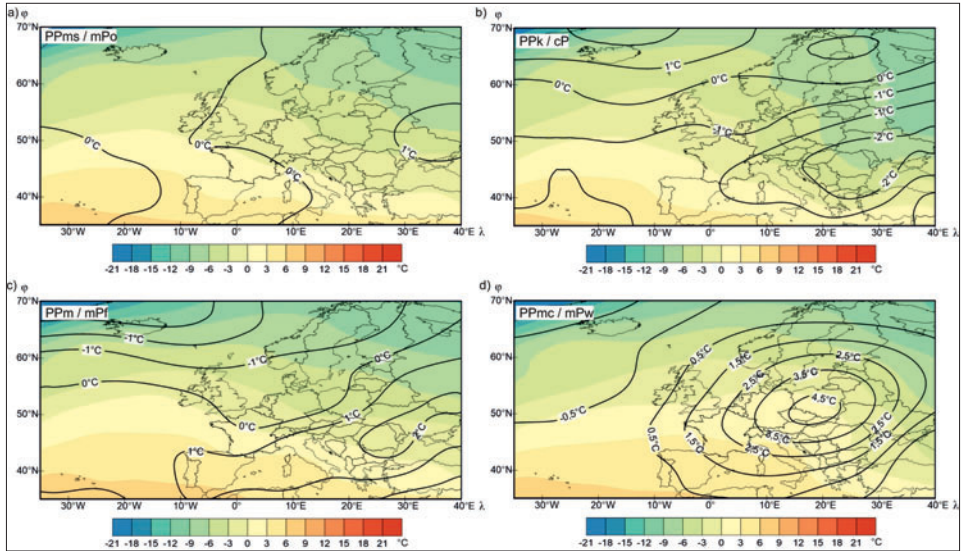 a) φ
70°N
PPms / mPo
60°N
50°N
40°N
0°C
0°C
0°C
1°C
30°W 20°W 10°W 0°E 10°E 20°E 30°E 40°E λ
-21 -18 -15 -12 -9 -6 -3 0 3 6 9 12 15 18 21 °C
b) φ
70°N
PPk / cP
60°N
50°N
40°N
1°C
0°C
0°C
0°C
-1°C
-1°C
-1°C
-2°C
-2°C
30°W 20°W 10°W 0°E 10°E 20°E 30°E 40°E λ
-21 -18 -15 -12 -9 -6 -3 0 3 6 9 12 15 18 21 °C
c) φ
70°N
PPm / mPf
60°N
50°N
40°N
-1°C
-1°C
-1°C
0°C
0°C
0°C
1°C
1°C
2°C
30°W 20°W 10°W 0°E 10°E 20°E 30°E 40°E λ
-21 -18 -15 -12 -9 -6 -3 0 3 6 9 12 15 18 21 °C
d) φ
70°N
PPmc / mPw
60°N
50°N
40°N
-0.5°C
0.5°C
0.5°C
1.5°C
1.5°C
1.5°C
2.5°C
2.5°C
2.5°C
2.5°C
2.5°C
3.5°C
4.5°C
30°W 20°W 10°W 0°E 10°E 20°E 30°E 40°E λ
-21 -18 -15 -12 -9 -6 -3 0 3 6 9 12 15 18 21 °C